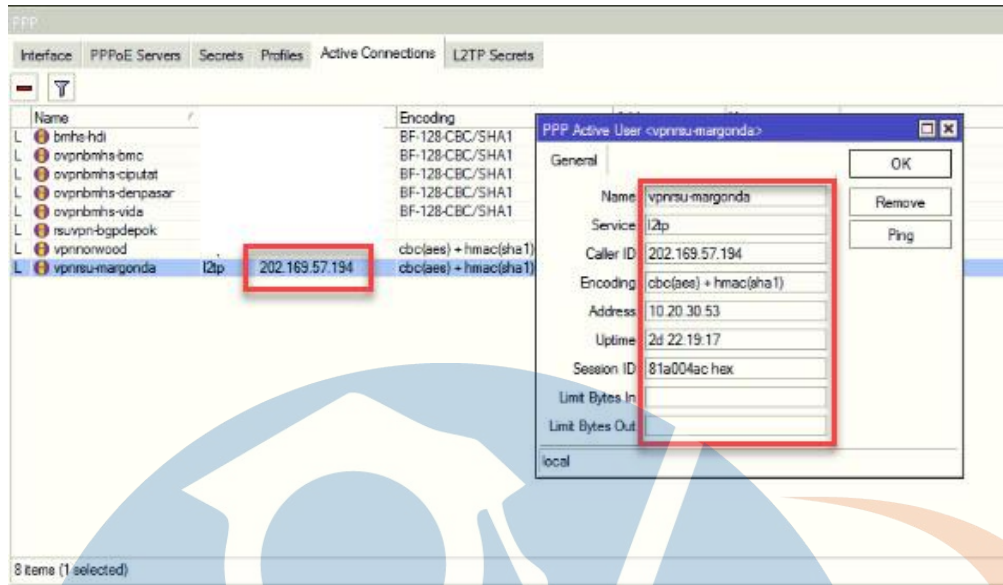 PPP
Interface PPPoE Servers Secrets Profiles Active Connections L2TP Secrets
Name Encoding
L bmhs-hdi BF-128-CBC/SHA1
L ovpnbmhs-bmc BF-128-CBC/SHA1
L ovpnbmhs-ciputat BF-128-CBC/SHA1
L ovpnbmhs-denpasar BF-128-CBC/SHA1
L ovpnbmhs-vida BF-128-CBC/SHA1
L rsuvpn-bgpdepok
L vpnnorwood cbc(aes) + hmac(sha1)
L vpnrsu-margonda l2tp 202.169.57.194 cbc(aes) + hmac(sha1)
PPP Active User <vpnrsu-margonda>
General
OK
Name vpnrsu-margonda
Remove
Service l2tp
Ping
Caller ID 202.169.57.194
Encoding cbc(aes) + hmac(sha1)
Address 10.20.30.53
Uptime 2d 22:19:17
Session ID 81a004ac hex
Limit Bytes In
Limit Bytes Out
local
8 items (1 selected)